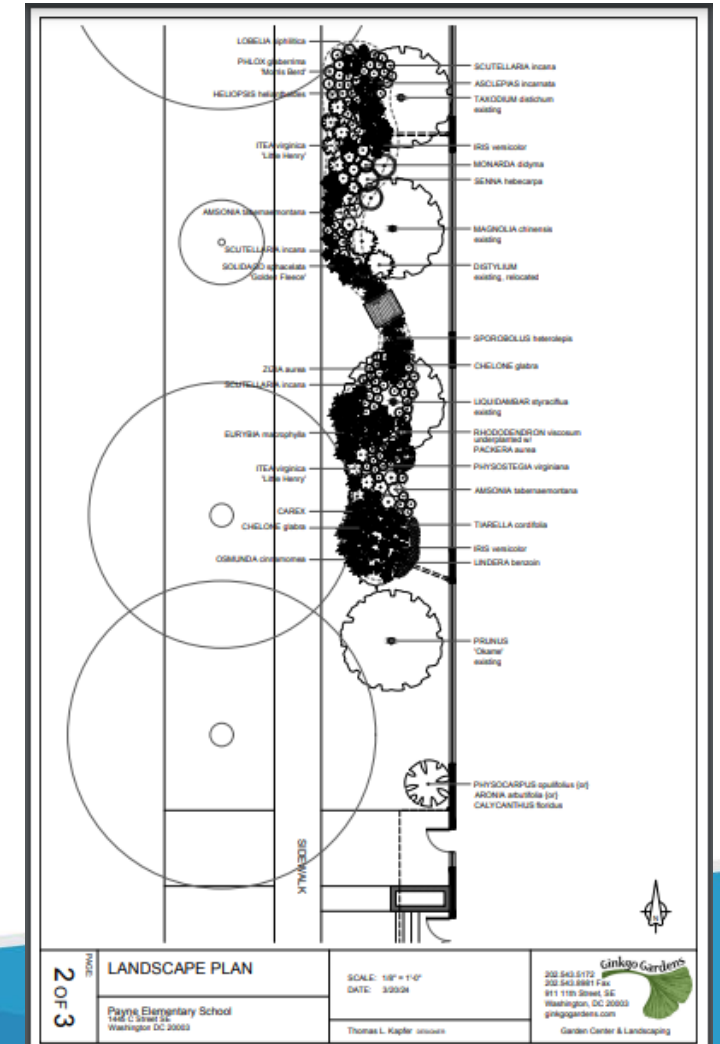 LOBELIA siphilitica
PHLOX glaberrima
'Morris Berd'
HELIOPSIS helianthoides
ITEA virginica
'Little Henry'
AMSONIA tabernaemontana
SCUTELLARIA incana
SOLIDAGO sphacelata
'Golden Fleece'
ZIZIA aurea
SCUTELLARIA incana
EURYBIA macrophylla
ITEA virginica
'Little Henry'
CAREX
CHELONE glabra
OSMUNDA cinnamomea
SCUTELLARIA incana
ASCLEPIAS incarnata
TAXODIUM distichum
existing
IRIS versicolor
MONARDA didyma
SENNA hebecarpa
MAGNOLIA chinensis
existing
DISTYLIUM
existing, relocated
SPOROBOLUS heterolepis
CHELONE glabra
LIQUIDAMBAR styraciflua
existing
RHODODENDRON viscosum
underplanted w/
PACKERA aurea
PHYSOSTEGIA virginiana
AMSONIA tabernaemontana
TIARELLA cordifolia
IRIS versicolor
LINDERA benzoin
PRUNUS
'Okame'
existing
PHYSOCARPUS opulifolius {or}
ARONIA arbutifolia {or}
CALYCANTHUS floridus
SIDEWALK
N
PAGE:
2 OF 3
LANDSCAPE PLAN
Payne Elementary School
1445 C Street SE
Washington DC 20003
SCALE: 1/8" = 1'-0"
DATE: 3/20/24
Thomas L. Kapfer DESIGNER
Ginkgo Gardens
202.543.5172
202.543.8981 Fax
911 11th Street, SE
Washington, DC 20003
ginkgogardens.com
Garden Center & Landscaping